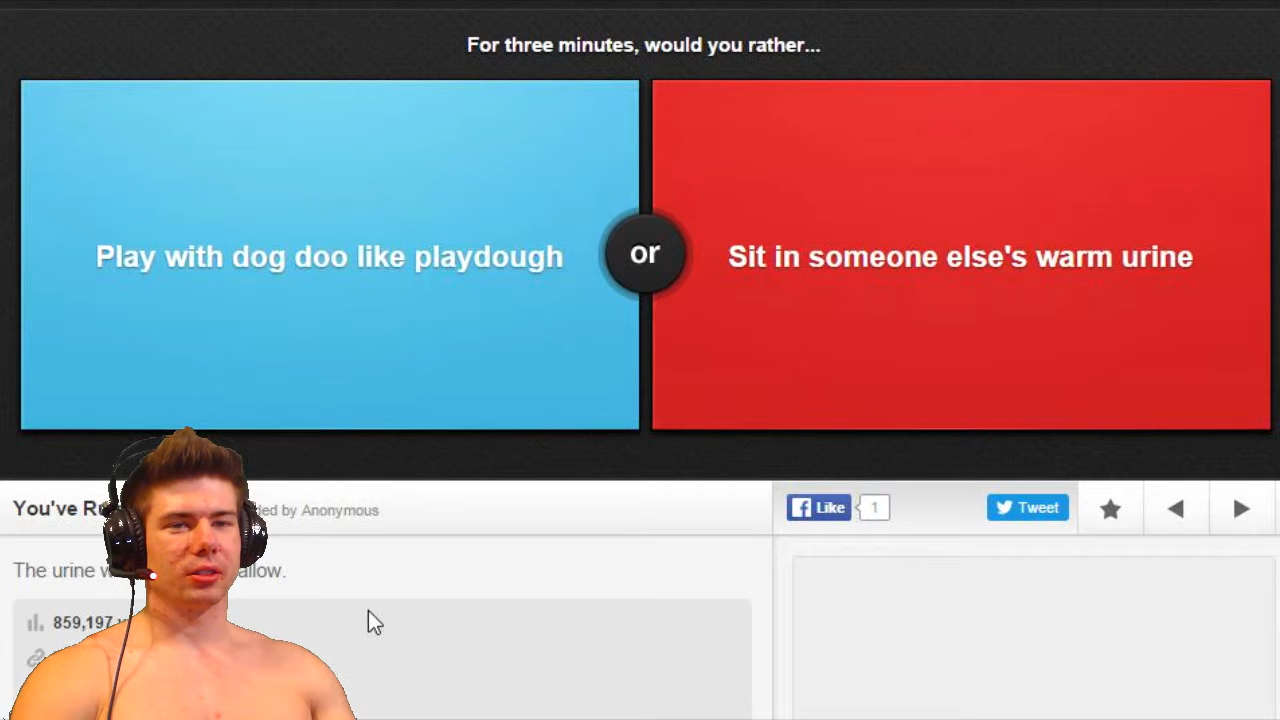 For three minutes, would you rather...
Play with dog doo like playdough
or
Sit in someone else's warm urine
You've
by Anonymous
Like
1
Tweet
The urine
859,197